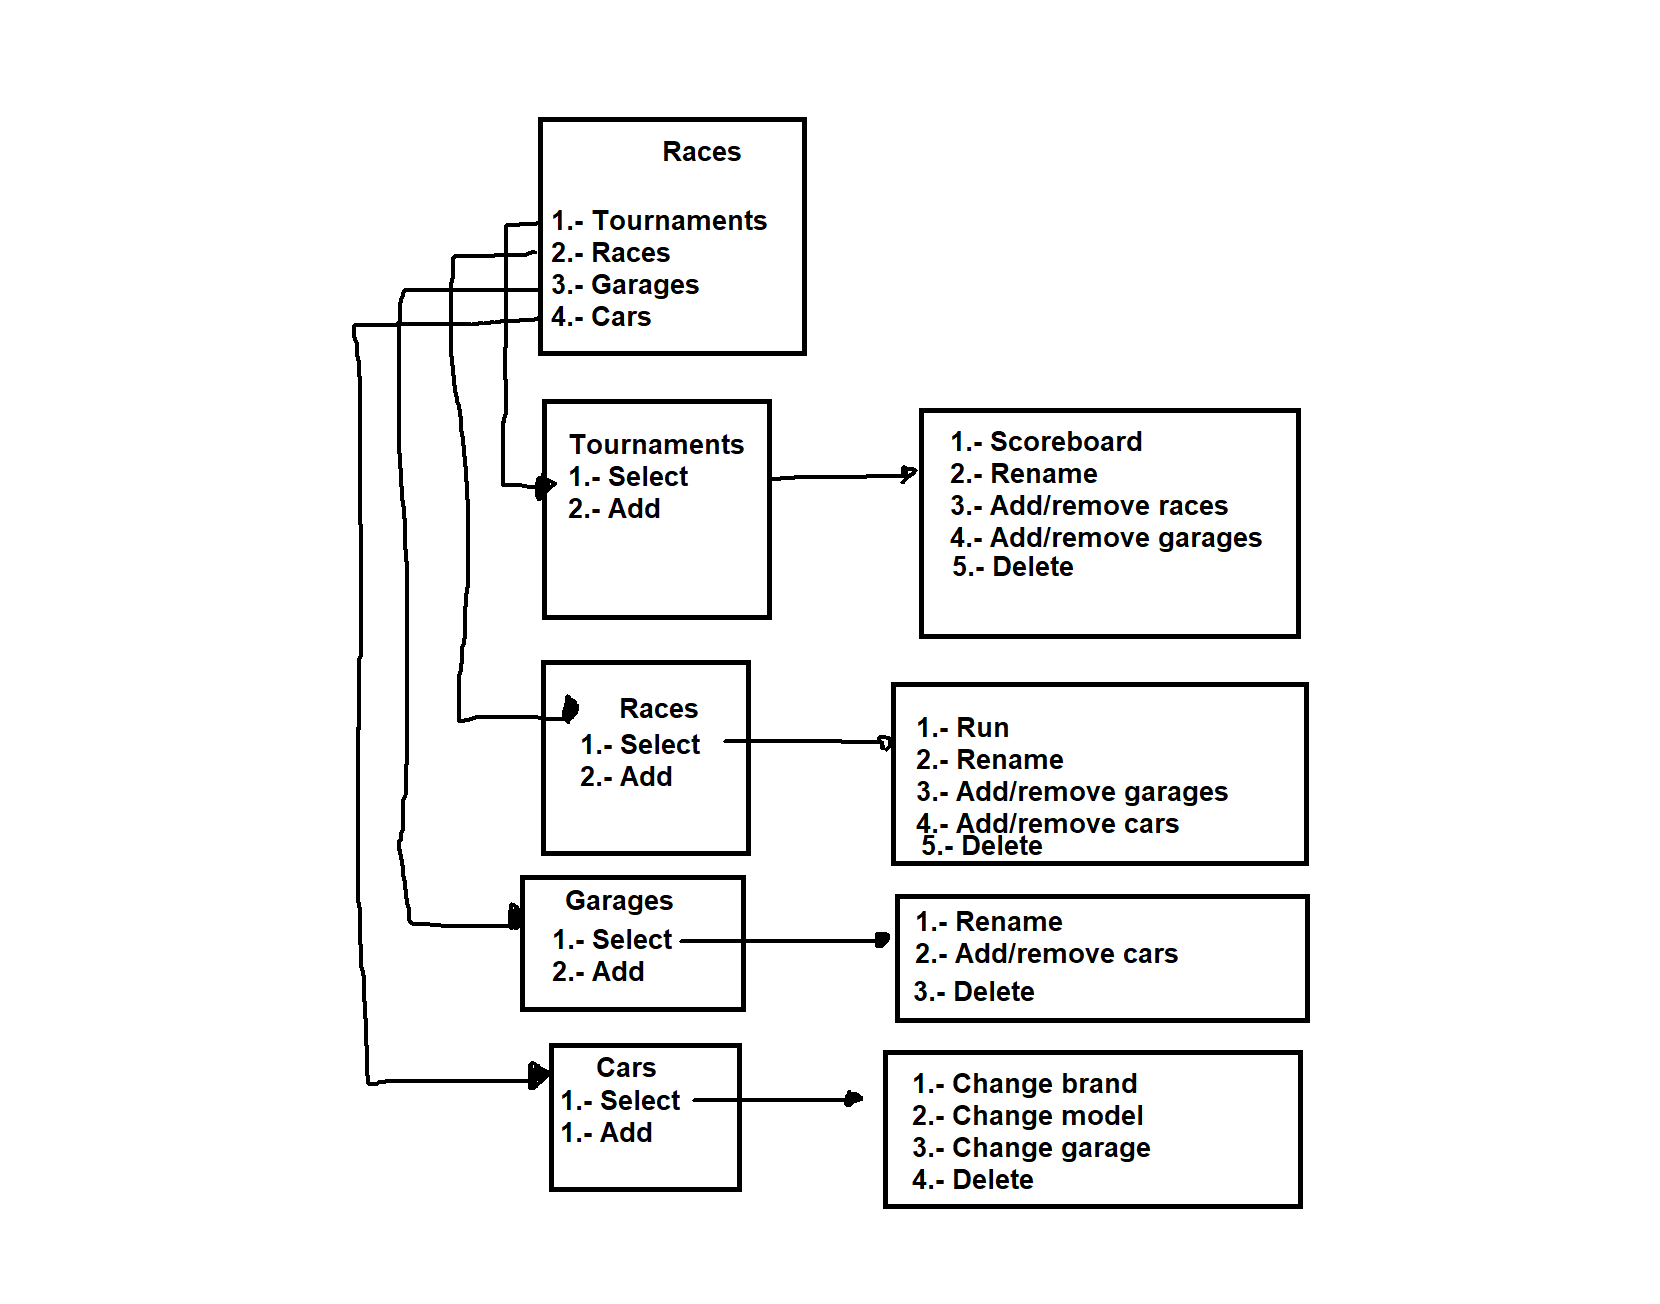 Races
1.- Tournaments
2.- Races
3.- Garages
4.- Cars
Tournaments
1.- Select
2.- Add
1.- Scoreboard
2.- Rename
3.- Add/remove races
4.- Add/remove garages
5.- Delete
Races
1.- Select
2.- Add
1.- Run
2.- Rename
3.- Add/remove garages
4.- Add/remove cars
5.- Delete
Garages
1.- Select
2.- Add
1.- Rename
2.- Add/remove cars
3.- Delete
Cars
1.- Select
1.- Add
1.- Change brand
2.- Change model
3.- Change garage
4.- Delete